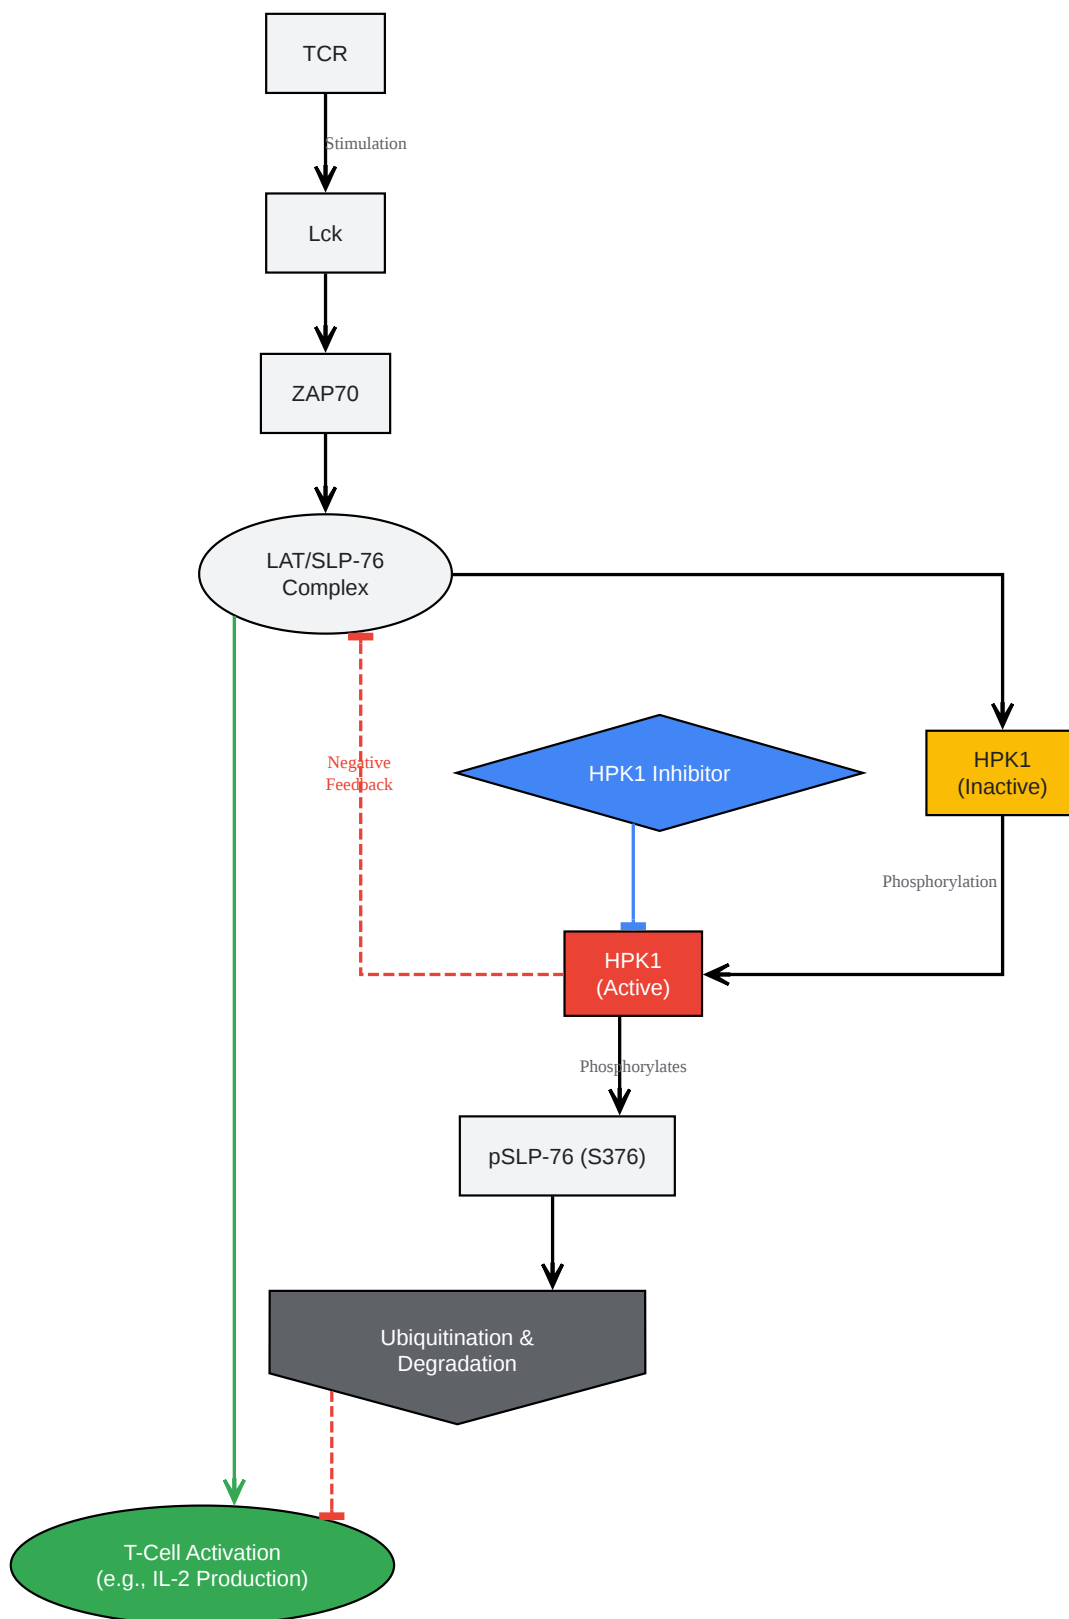 TCR
Stimulation
Lck
ZAP70
LAT/SLP-76
Complex
Negative
Feedback
HPK1 Inhibitor
HPK1
(Inactive)
Phosphorylation
HPK1
(Active)
Phosphorylates
pSLP-76 (S376)
Ubiquitination &
Degradation
T-Cell Activation
(e.g., IL-2 Production)